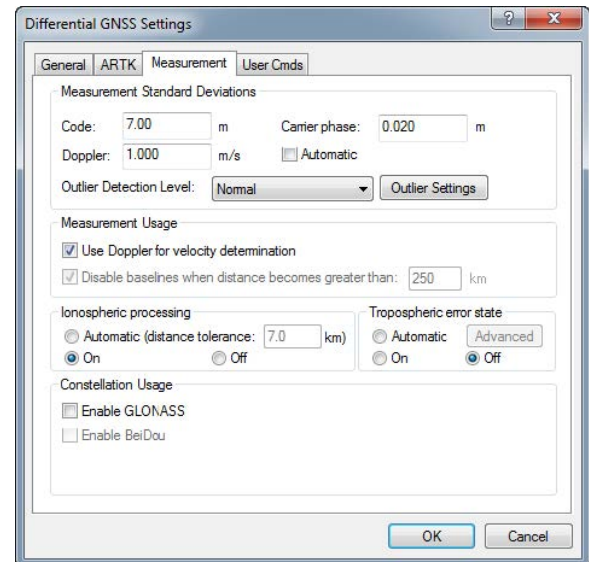 Differential GNSS Settings
General ARTK Measurement User Cmds
Measurement Standard Deviations
Code: 7.00 m Carrier phase: 0.020 m
Doppler: 1.000 m/s Automatic
Outlier Detection Level: Normal Outlier Settings
Measurement Usage
Use Doppler for velocity determination
Disable baselines when distance becomes greater than: 250 km
Ionospheric processing
Automatic (distance tolerance: 7.0 km)
On Off
Tropospheric error state
Automatic Advanced
On Off
Constellation Usage
Enable GLONASS
Enable BeiDou
OK Cancel